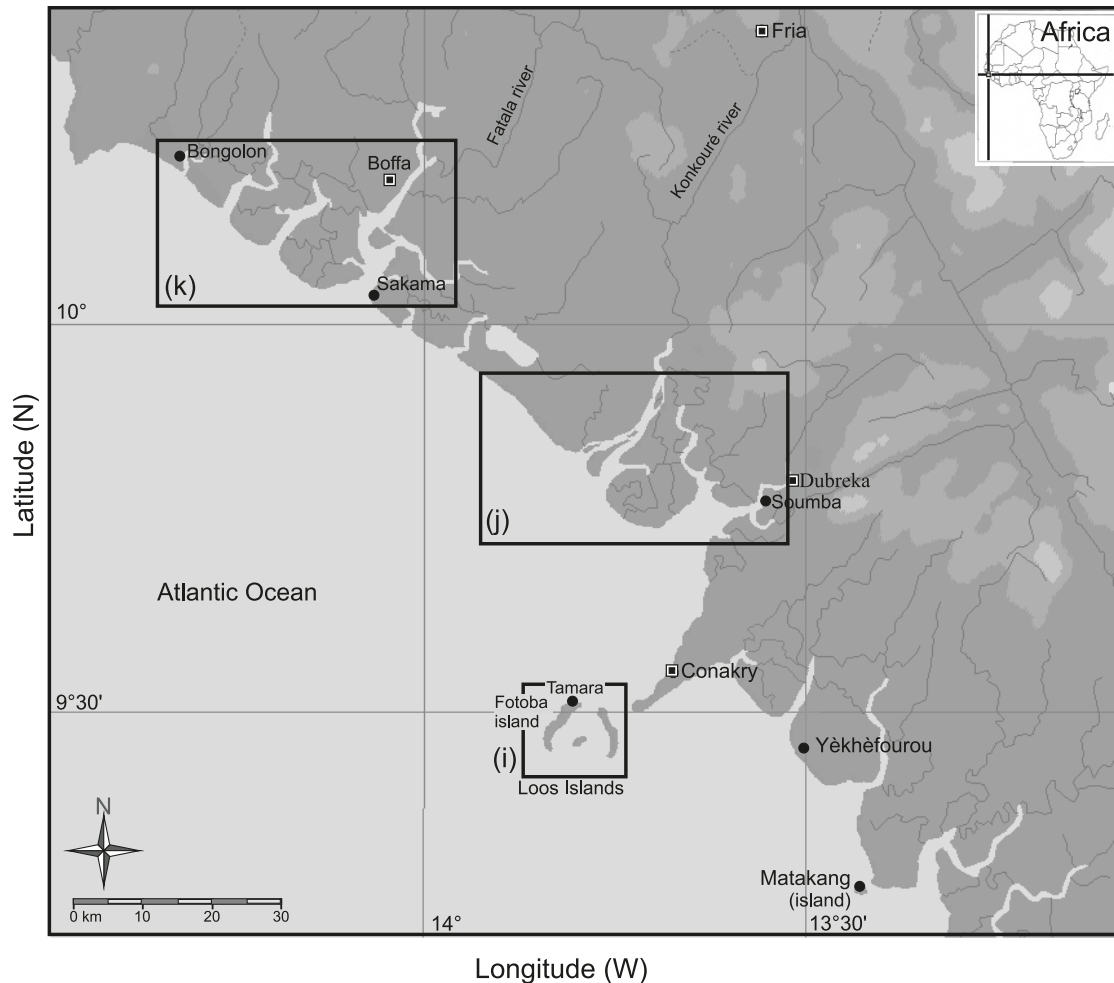 Africa
Fria
Fatala river
Konkouré river
Bongolon
Boffa
Sakama
(k)
10°
Latitude (N)
(j)
Dubreka
Soumba
Atlantic Ocean
Conakry
9°30'
Tamara
Fotoba
island
(i)
Loos Islands
Yèkhèfourou
N
Matakang
(island)
0 km 10 20 30
14°
13°30'
Longitude (W)